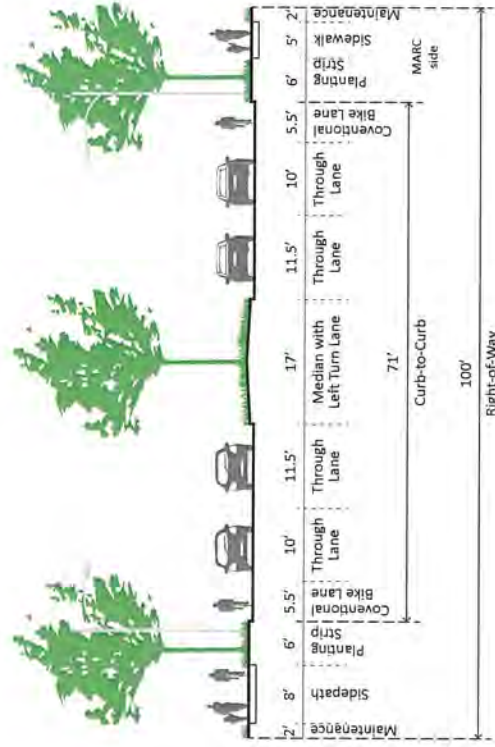 2'
8'
6'
5.5'
10'
11.5'
17'
11.5'
10'
5.5'
6'
5'
2'
Maintenance
Sidepath
Planting
Strip
Coventional
Bike Lane
Through
Lane
Through
Lane
Median with
Left Turn Lane
Through
Lane
Through
Lane
Coventional
Bike Lane
Planting
Strip
Sidewalk
Maintenance
MARC
side
71'
Curb-to-Curb
100'
Right-of-Way